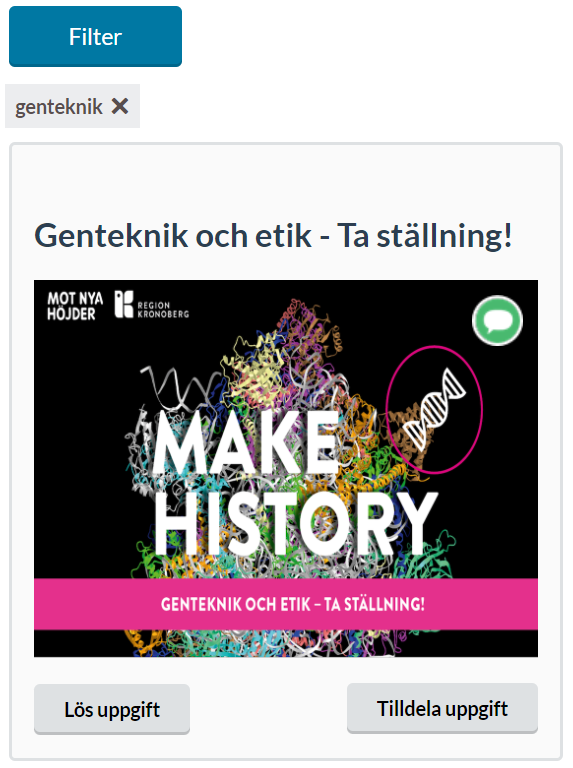 Filter
genteknik ✕
Genteknik och etik - Ta ställning!
MOT NYA
HÖJDER
REGION
KRONOBERG
MAKE
HISTORY
GENTEKNIK OCH ETIK – TA STÄLLNING!
Lös uppgift
Tilldela uppgift